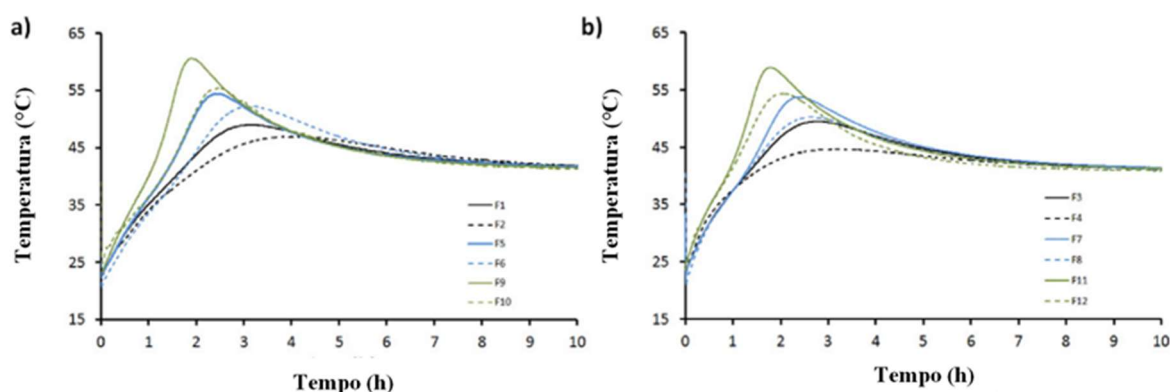 a)
Temperatura (°C)
65
55
45
35
25
15
F1
F2
F5
F6
F9
F10
0 1 2 3 4 5 6 7 8 9 10
Tempo (h)
b)
Temperatura (°C)
65
55
45
35
25
15
F3
F4
F7
F8
F11
F12
0 1 2 3 4 5 6 7 8 9 10
Tempo (h)